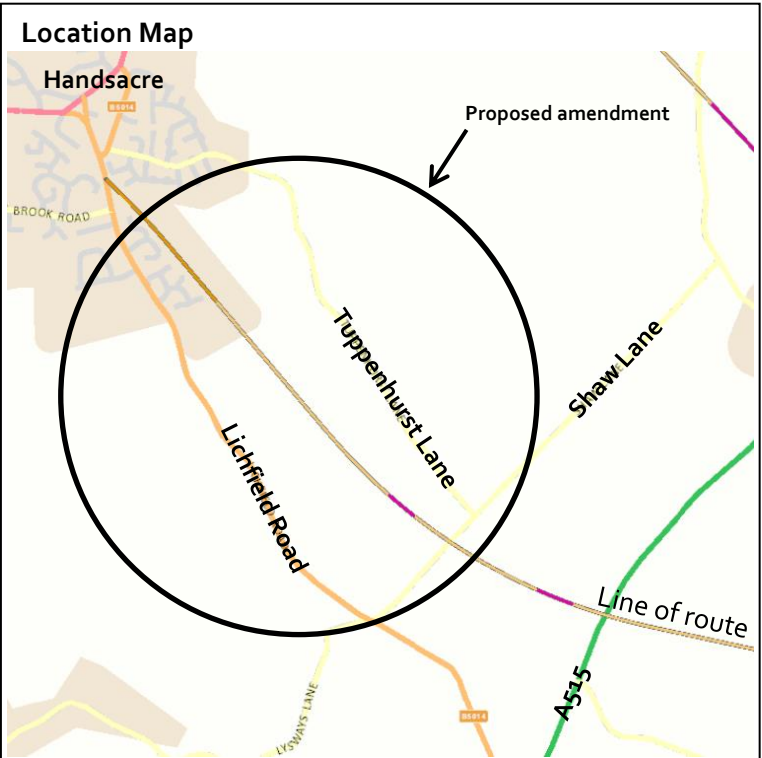 Location Map
Handsacre
B5014
Proposed amendment
BROOK ROAD
Tuppenhurst Lane
Shaw Lane
Lichfield Road
Line of route
A515
LYSWAYS LANE
B5014